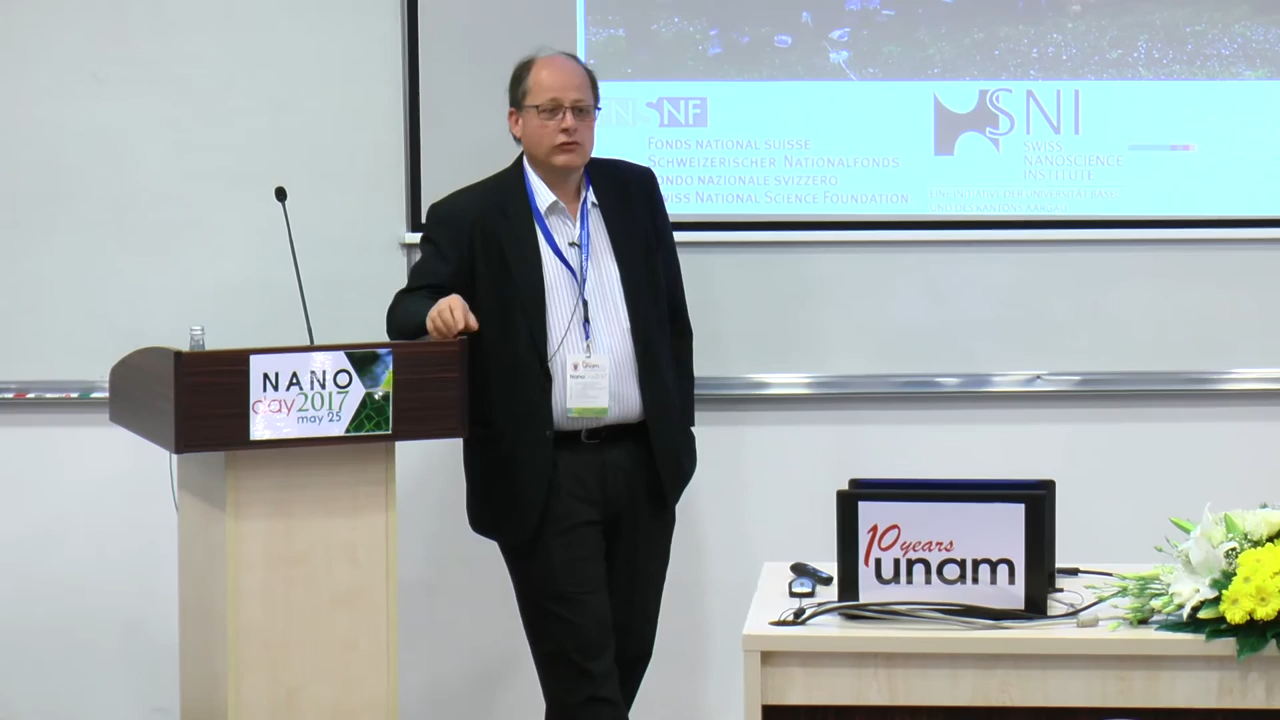 SNF
FONDS NATIONAL SUISSE
SCHWEIZERISCHER NATIONALFONDS
FONDO NAZIONALE SVIZZERO
SWISS NATIONAL SCIENCE FOUNDATION
SNI
SWISS
NANOSCIENCE
INSTITUTE
EINE INITIATIVE DER UNIVERSITÄT BASEL
UND DES KANTONS AARGAU
unam
NANO
day2017
may 25
10 years
unam